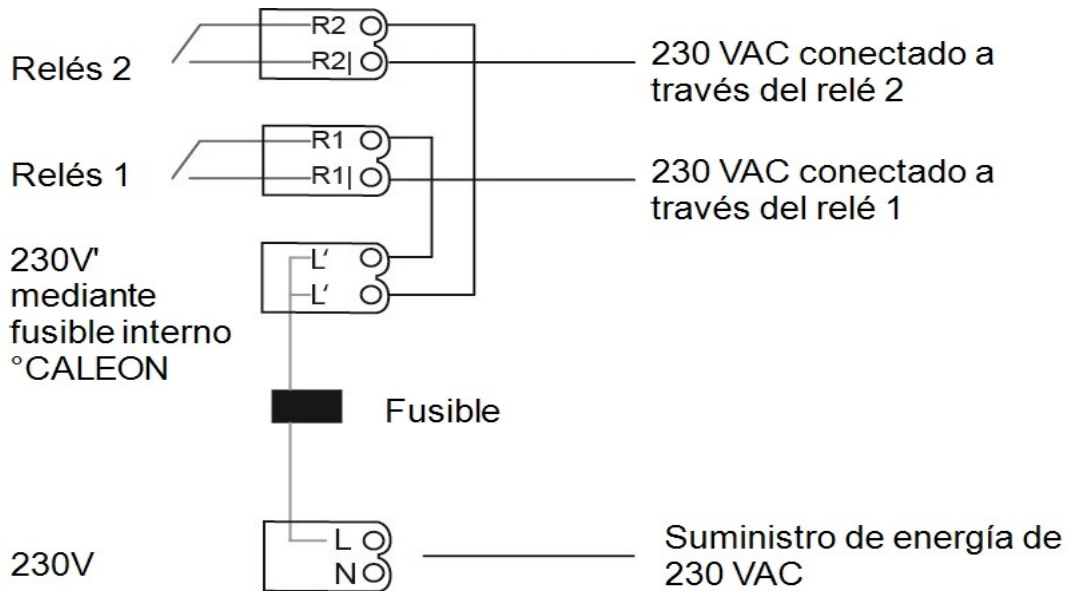 Relés 2
R2
R2|
230 VAC conectado a
través del relé 2
Relés 1
R1
R1|
230 VAC conectado a
través del relé 1
230V'
mediante
fusible interno
°CALEON
L‘
L‘
Fusible
230V
L
N
Suministro de energía de
230 VAC